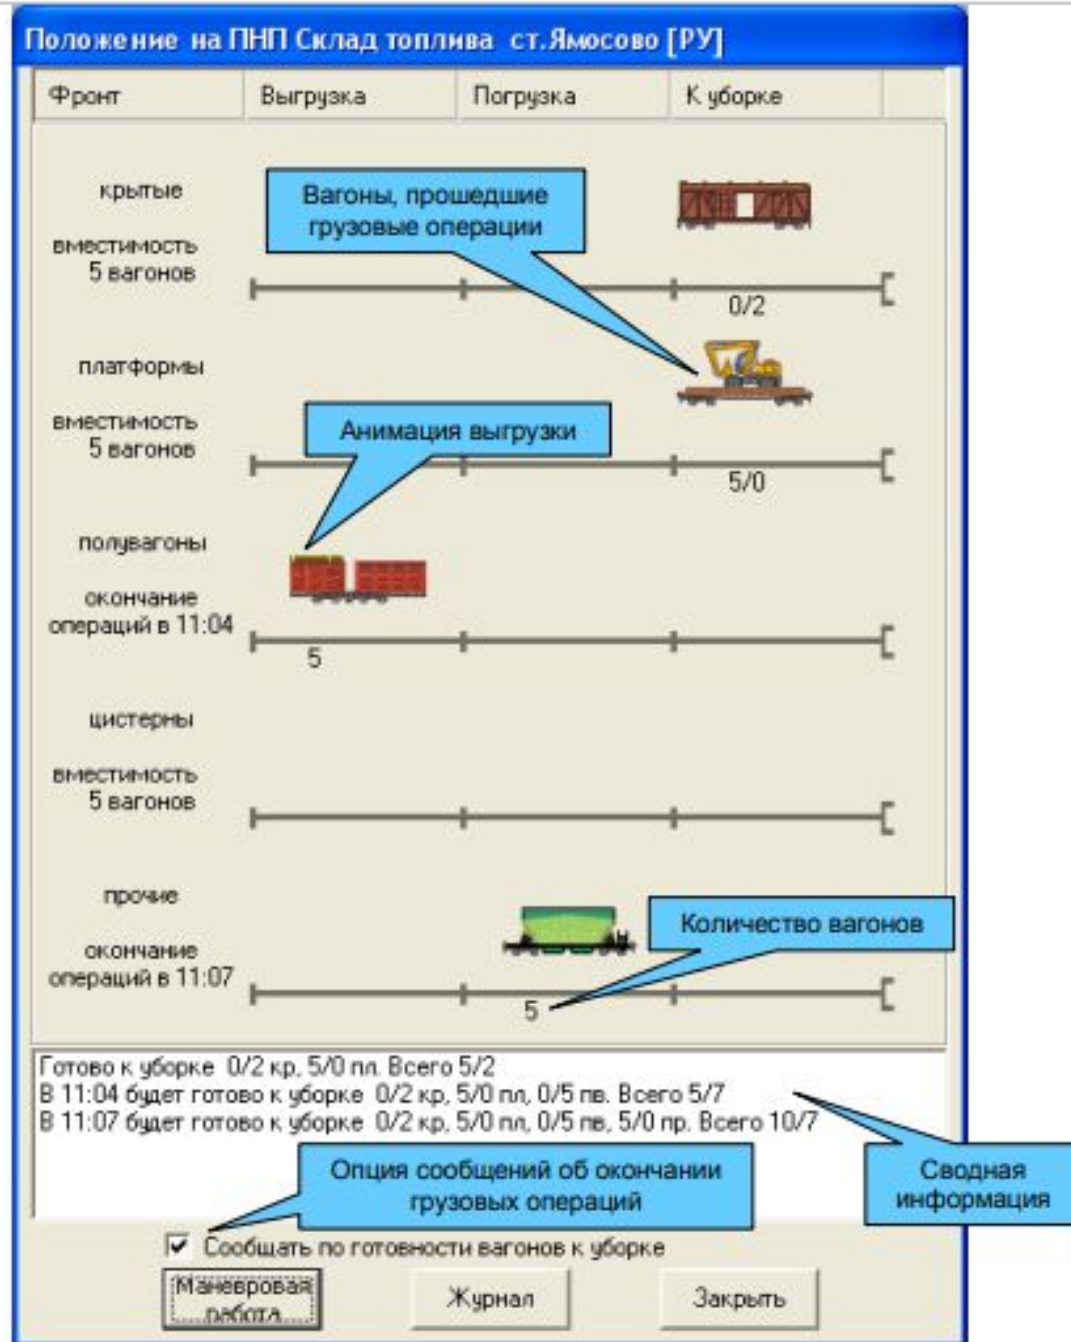 Положение на ПНП Склад топлива ст.Ямосово [РУ]
Фронт Выгрузка Погрузка К уборке
крытые
вместимость
5 вагонов
Вагоны, прошедшие
грузовые операции
0/2
платформы
вместимость
5 вагонов
Анимация выгрузки
5/0
полувагоны
окончание
операций в 11:04
5
цистерны
вместимость
5 вагонов
прочие
окончание
операций в 11:07
Количество вагонов
5
Готово к уборке 0/2 кр, 5/0 пл. Всего 5/2
В 11:04 будет готово к уборке 0/2 кр, 5/0 пл, 0/5 пв. Всего 5/7
В 11:07 будет готово к уборке 0/2 кр, 5/0 пл, 0/5 пв, 5/0 пр. Всего 10/7
Опция сообщений об окончании
грузовых операций
Сводная
информация
Сообщать по готовности вагонов к уборке
Маневровая
работа
Журнал
Закрыть